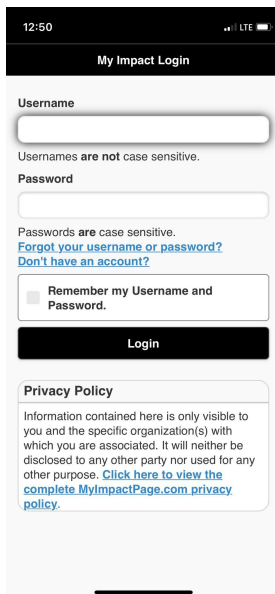 12:50 LTE
My Impact Login
Username
Usernames are not case sensitive.
Password
Passwords are case sensitive.
Forgot your username or password?
Don't have an account?
Remember my Username and
Password.
Login
Privacy Policy
Information contained here is only visible to
you and the specific organization(s) with
which you are associated. It will neither be
disclosed to any other party nor used for any
other purpose. Click here to view the
complete MyImpactPage.com privacy
policy.